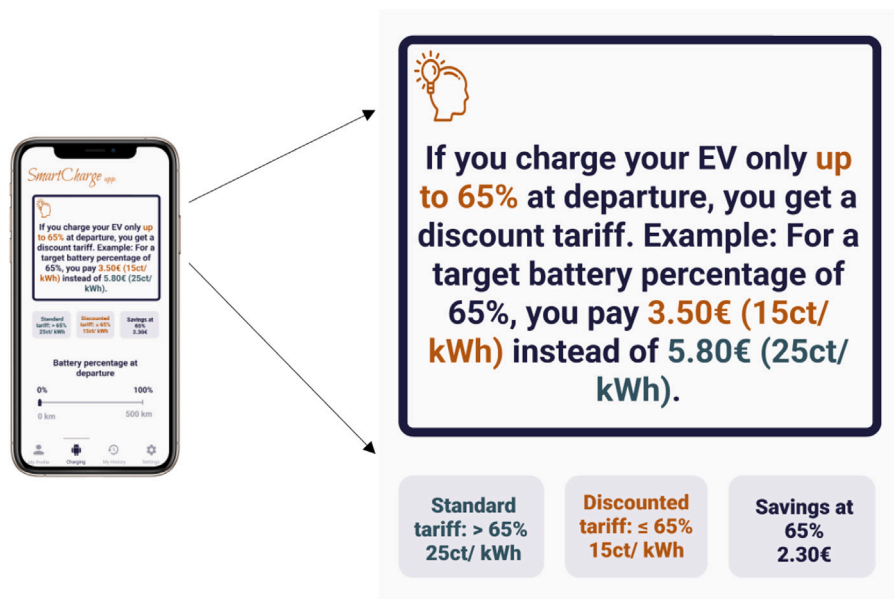 SmartCharge app.
If you charge your EV only up
to 65% at departure, you get a
discount tariff. Example: For a
target battery percentage of
65%, you pay 3.50€ (15ct/
kWh) instead of 5.80€ (25ct/
kWh).
Standard
tariff: > 65%
25ct/ kWh
Discounted
tariff: ≤ 65%
15ct/ kWh
Savings at
65%
2.30€
Battery percentage at
departure
0%
100%
0 km
500 km
My Profile
Charging
My History
Settings
If you charge your EV only up
to 65% at departure, you get a
discount tariff. Example: For a
target battery percentage of
65%, you pay 3.50€ (15ct/
kWh) instead of 5.80€ (25ct/
kWh).
Standard
tariff: > 65%
25ct/ kWh
Discounted
tariff: ≤ 65%
15ct/ kWh
Savings at
65%
2.30€